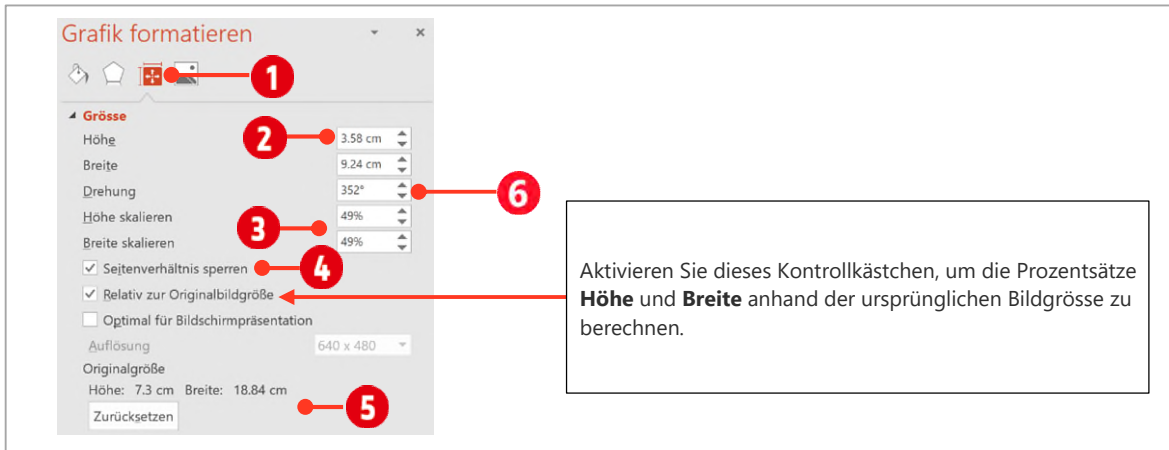 Grafik formatieren
1
Grösse
2
Höhe 3.58 cm
Breite 9.24 cm
Drehung 352°
6
Höhe skalieren 49%
3
Breite skalieren 49%
Seitenverhältnis sperren
4
Relativ zur Originalbildgröße
Optimal für Bildschirmpräsentation
Auflösung 640 x 480
Originalgröße
Höhe: 7.3 cm Breite: 18.84 cm
5
Zurücksetzen
Aktivieren Sie dieses Kontrollkästchen, um die Prozentsätze
Höhe und Breite anhand der ursprünglichen Bildgrösse zu
berechnen.